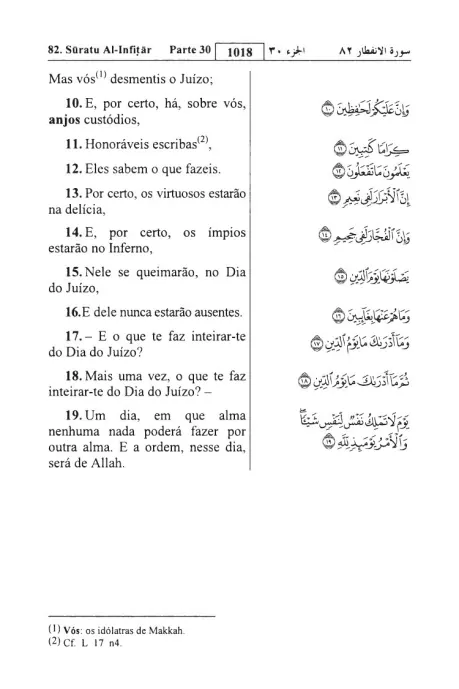 82. Sūratu Al-Infiṭār Parte 30 1018 الجزء ٣٠ سورة الانفطار ٨٢
Mas vós(1) desmentis o Juízo;
10. E, por certo, há, sobre vós,
anjos custódios,
11. Honoráveis escribas(2),
12. Eles sabem o que fazeis.
13. Por certo, os virtuosos estarão
na delícia,
14. E, por certo, os ímpios
estarão no Inferno,
15. Nele se queimarão, no Dia
do Juízo,
16.E dele nunca estarão ausentes.
17. – E o que te faz inteirar-te
do Dia do Juízo?
18. Mais uma vez, o que te faz
inteirar-te do Dia do Juízo? –
19. Um dia, em que alma
nenhuma nada poderá fazer por
outra alma. E a ordem, nesse dia,
será de Allah.
وَإِنَّ عَلَيْكُمْ لَحَٰفِظِينَ ١٠
كِرَامًا كَٰتِبِينَ ١١
يَعْلَمُونَ مَا تَفْعَلُونَ ١٢
إِنَّ ٱلْأَبْرَارَ لَفِى نَعِيمٍ ١٣
وَإِنَّ ٱلْفُجَّارَ لَفِى جَحِيمٍ ١٤
يَصْلَوْنَهَا يَوْمَ ٱلدِّينِ ١٥
وَمَا هُمْ عَنْهَا بِغَآئِبِينَ ١٦
وَمَآ أَدْرَىٰكَ مَا يَوْمُ ٱلدِّينِ ١٧
ثُمَّ مَآ أَدْرَىٰكَ مَا يَوْمُ ٱلدِّينِ ١٨
يَوْمَ لَا تَمْلِكُ نَفْسٌ لِّنَفْسٍ شَيْـًٔا
وَٱلْأَمْرُ يَوْمَئِذٍ لِّلَّهِ ١٩
(1) Vós: os idólatras de Makkah.
(2) Cf. L 17 n4.